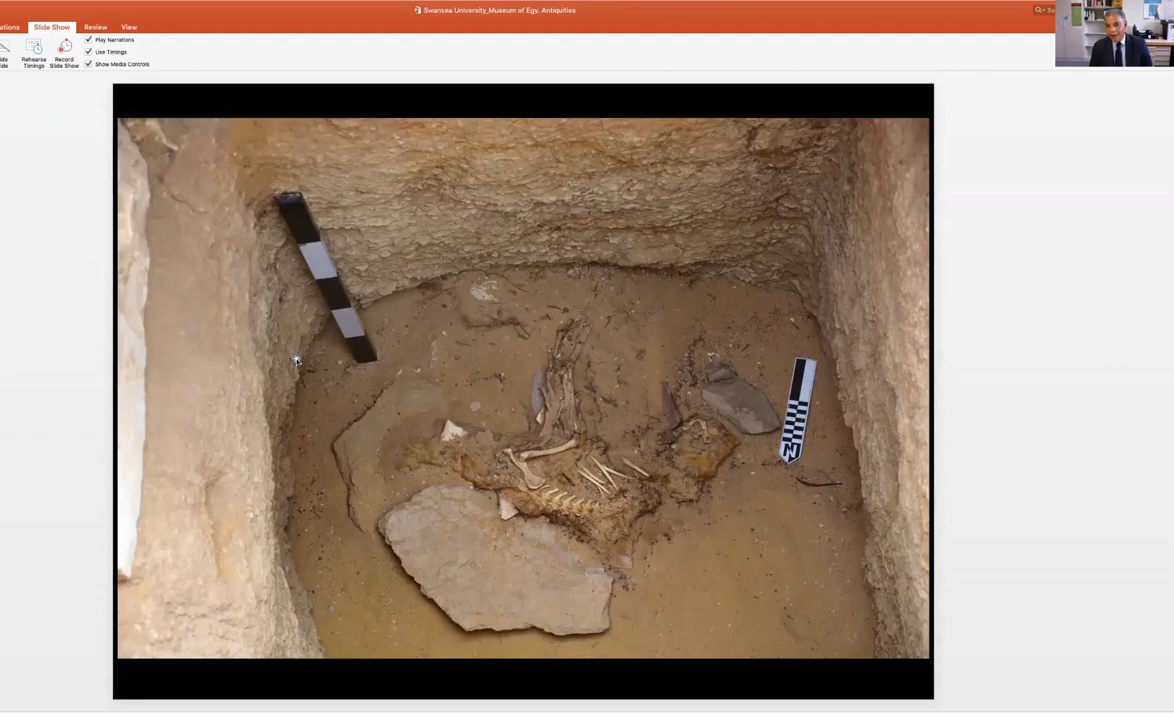 Swansea University_Museum of Egy. Antiquities
Slide Show Review View
Play Narrations
Use Timings
Show Media Controls
Rehearse
Timings
Record
Slide Show
N